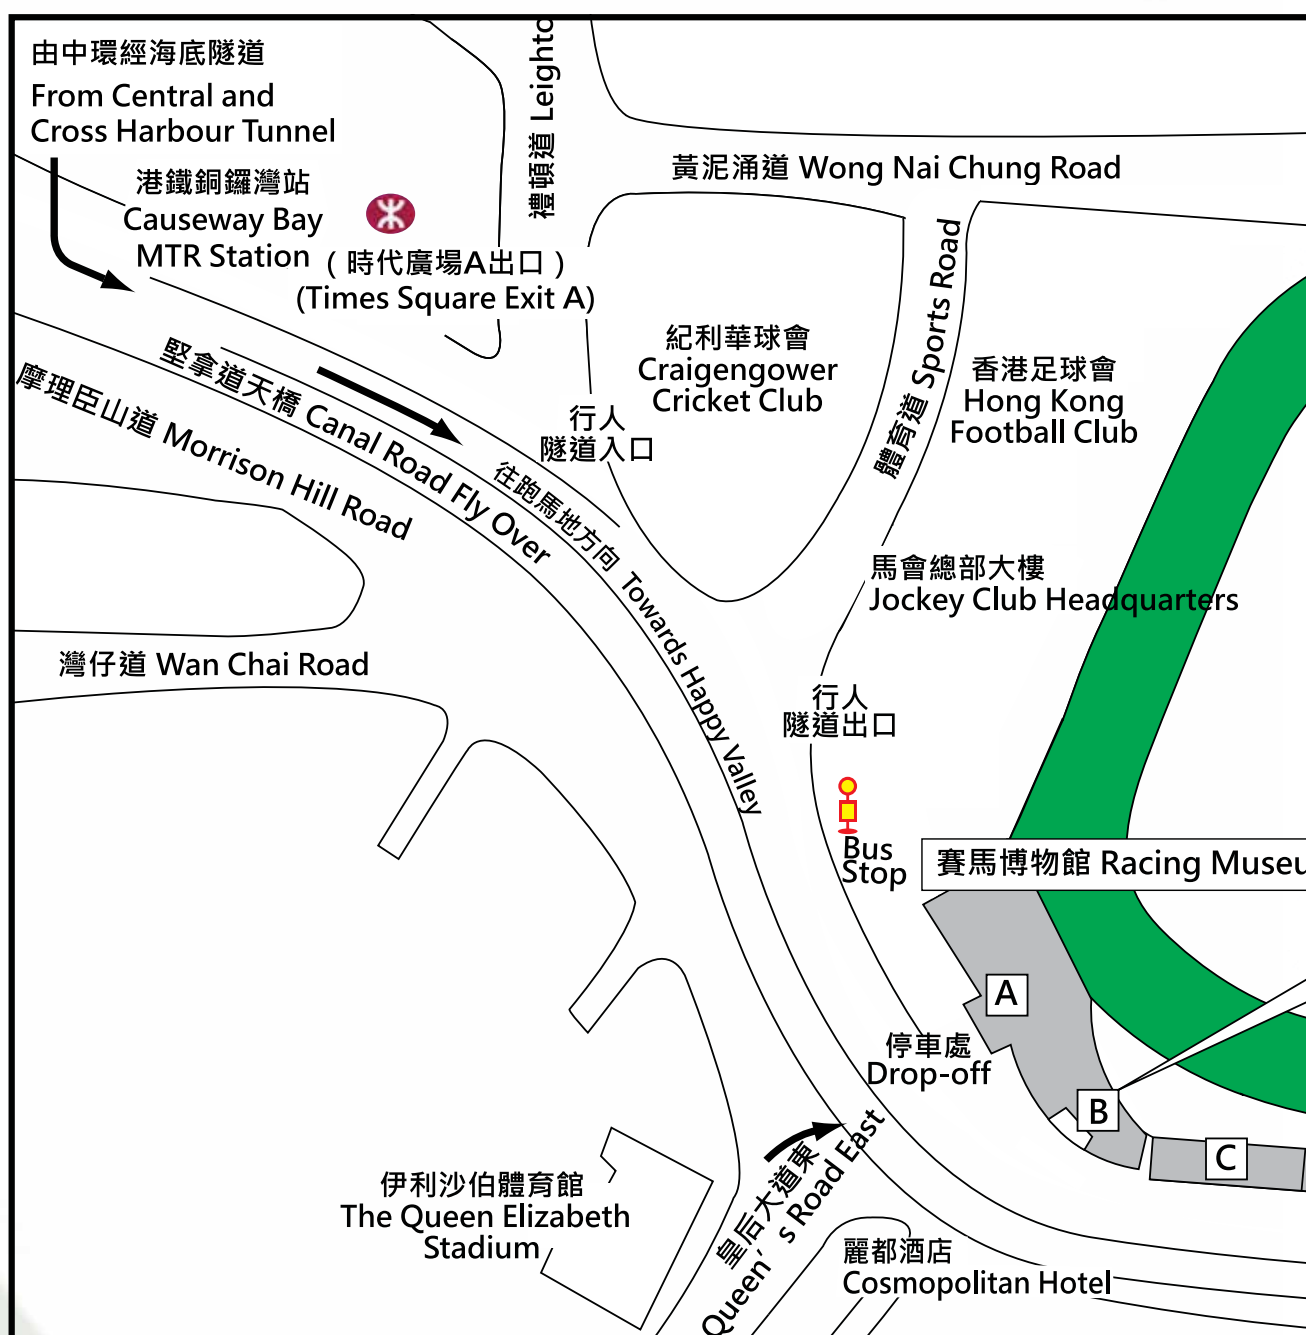 由中環經海底隧道
From Central and
Cross Harbour Tunnel
港鐵銅鑼灣站
Causeway Bay
MTR Station
(時代廣場A出口)
(Times Square Exit A)
禮頓道 Leighto
黃泥涌道 Wong Nai Chung Road
紀利華球會
Craigengower
Cricket Club
體育道 Sports Road
香港足球會
Hong Kong
Football Club
行人
隧道入口
堅拿道天橋 Canal Road Fly Over
摩理臣山道 Morrison Hill Road
往跑馬地方向 Towards Happy Valley
馬會總部大樓
Jockey Club Headquarters
灣仔道 Wan Chai Road
行人
隧道出口
Bus
Stop
賽馬博物館 Racing Museu
A
停車處
Drop-off
B
C
伊利沙伯體育館
The Queen Elizabeth
Stadium
皇后大道東
Queen's Road East
麗都酒店
Cosmopolitan Hotel